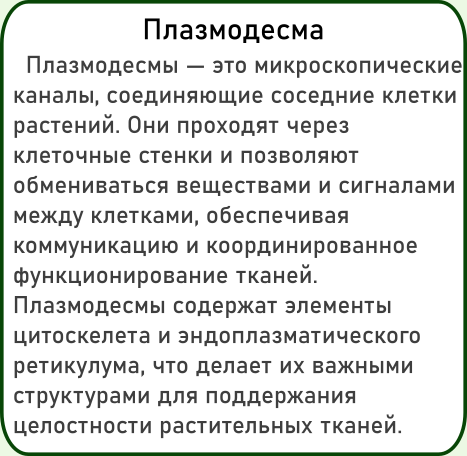 Плазмодесма
Плазмодесмы — это микроскопические
каналы, соединяющие соседние клетки
растений. Они проходят через
клеточные стенки и позволяют
обмениваться веществами и сигналами
между клетками, обеспечивая
коммуникацию и координированное
функционирование тканей.
Плазмодесмы содержат элементы
цитоскелета и эндоплазматического
ретикулума, что делает их важными
структурами для поддержания
целостности растительных тканей.